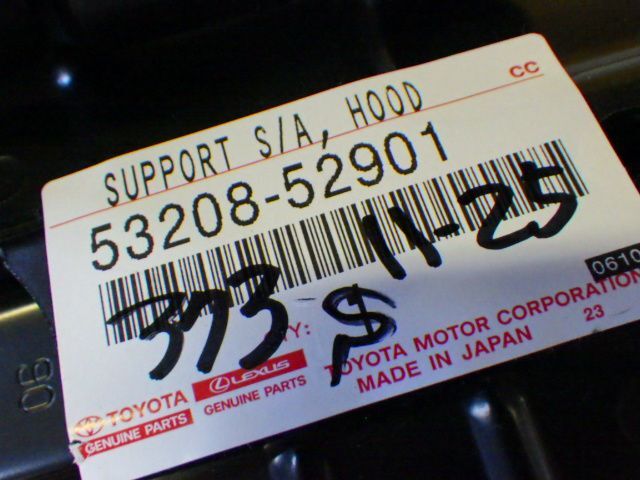 CC
SUPPORT S/A, HOOD
53208-52901
373 $ 11-25
0610
TOYOTA
GENUINE PARTS
LEXUS
GENUINE PARTS
TY:
TOYOTA MOTOR CORPORATION
MADE IN JAPAN 23
06